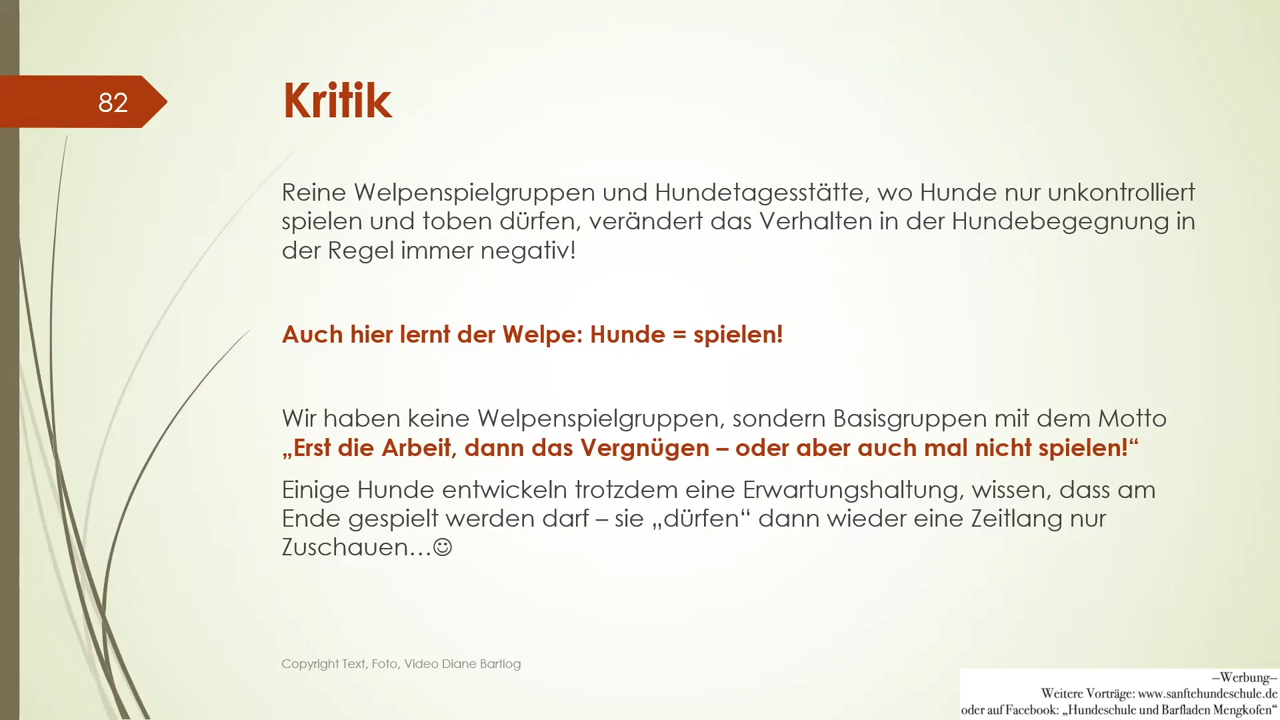 82
Kritik
Reine Welpenspielgruppen und Hundetagesstätte, wo Hunde nur unkontrolliert
spielen und toben dürfen, verändert das Verhalten in der Hundebegegnung in
der Regel immer negativ!
Auch hier lernt der Welpe: Hunde = spielen!
Wir haben keine Welpenspielgruppen, sondern Basisgruppen mit dem Motto
„Erst die Arbeit, dann das Vergnügen – oder aber auch mal nicht spielen!“
Einige Hunde entwickeln trotzdem eine Erwartungshaltung, wissen, dass am
Ende gespielt werden darf – sie „dürfen“ dann wieder eine Zeitlang nur
Zuschauen…☺
Copyright Text, Foto, Video Diane Bartlog
—Werbung—
Weitere Vorträge: www.sanftehundeschule.de
oder auf Facebook: „Hundeschule und Barfladen Mengkofen“